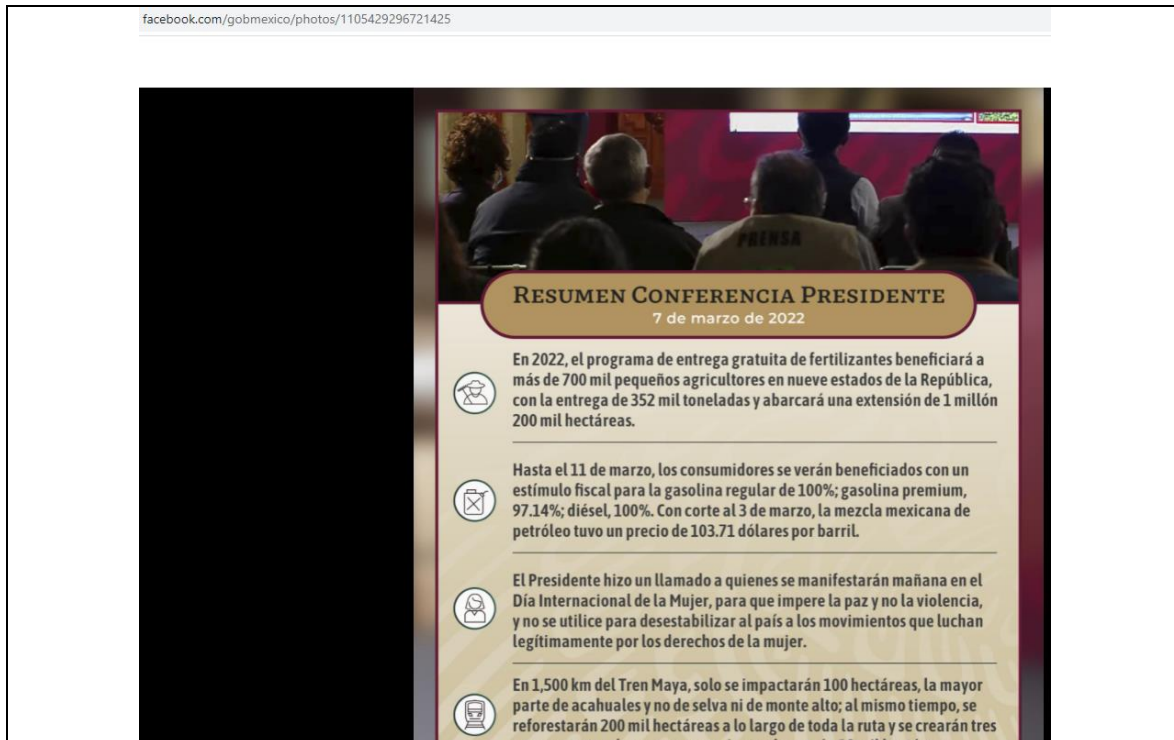 facebook.com/gobmexico/photos/1105429296721425
PRENSA
RESUMEN CONFERENCIA PRESIDENTE
7 de marzo de 2022
En 2022, el programa de entrega gratuita de fertilizantes beneficiará a
más de 700 mil pequeños agricultores en nueve estados de la República,
con la entrega de 352 mil toneladas y abarcará una extensión de 1 millón
200 mil hectáreas.
Hasta el 11 de marzo, los consumidores se verán beneficiados con un
estímulo fiscal para la gasolina regular de 100%; gasolina premium,
97.14%; diésel, 100%. Con corte al 3 de marzo, la mezcla mexicana de
petróleo tuvo un precio de 103.71 dólares por barril.
El Presidente hizo un llamado a quienes se manifestarán mañana en el
Día Internacional de la Mujer, para que impere la paz y no la violencia,
y no se utilice para desestabilizar al país a los movimientos que luchan
legítimamente por los derechos de la mujer.
En 1,500 km del Tren Maya, solo se impactarán 100 hectáreas, la mayor
parte de acahuales y no de selva ni de monte alto; al mismo tiempo, se
reforestarán 200 mil hectáreas a lo largo de toda la ruta y se crearán tres